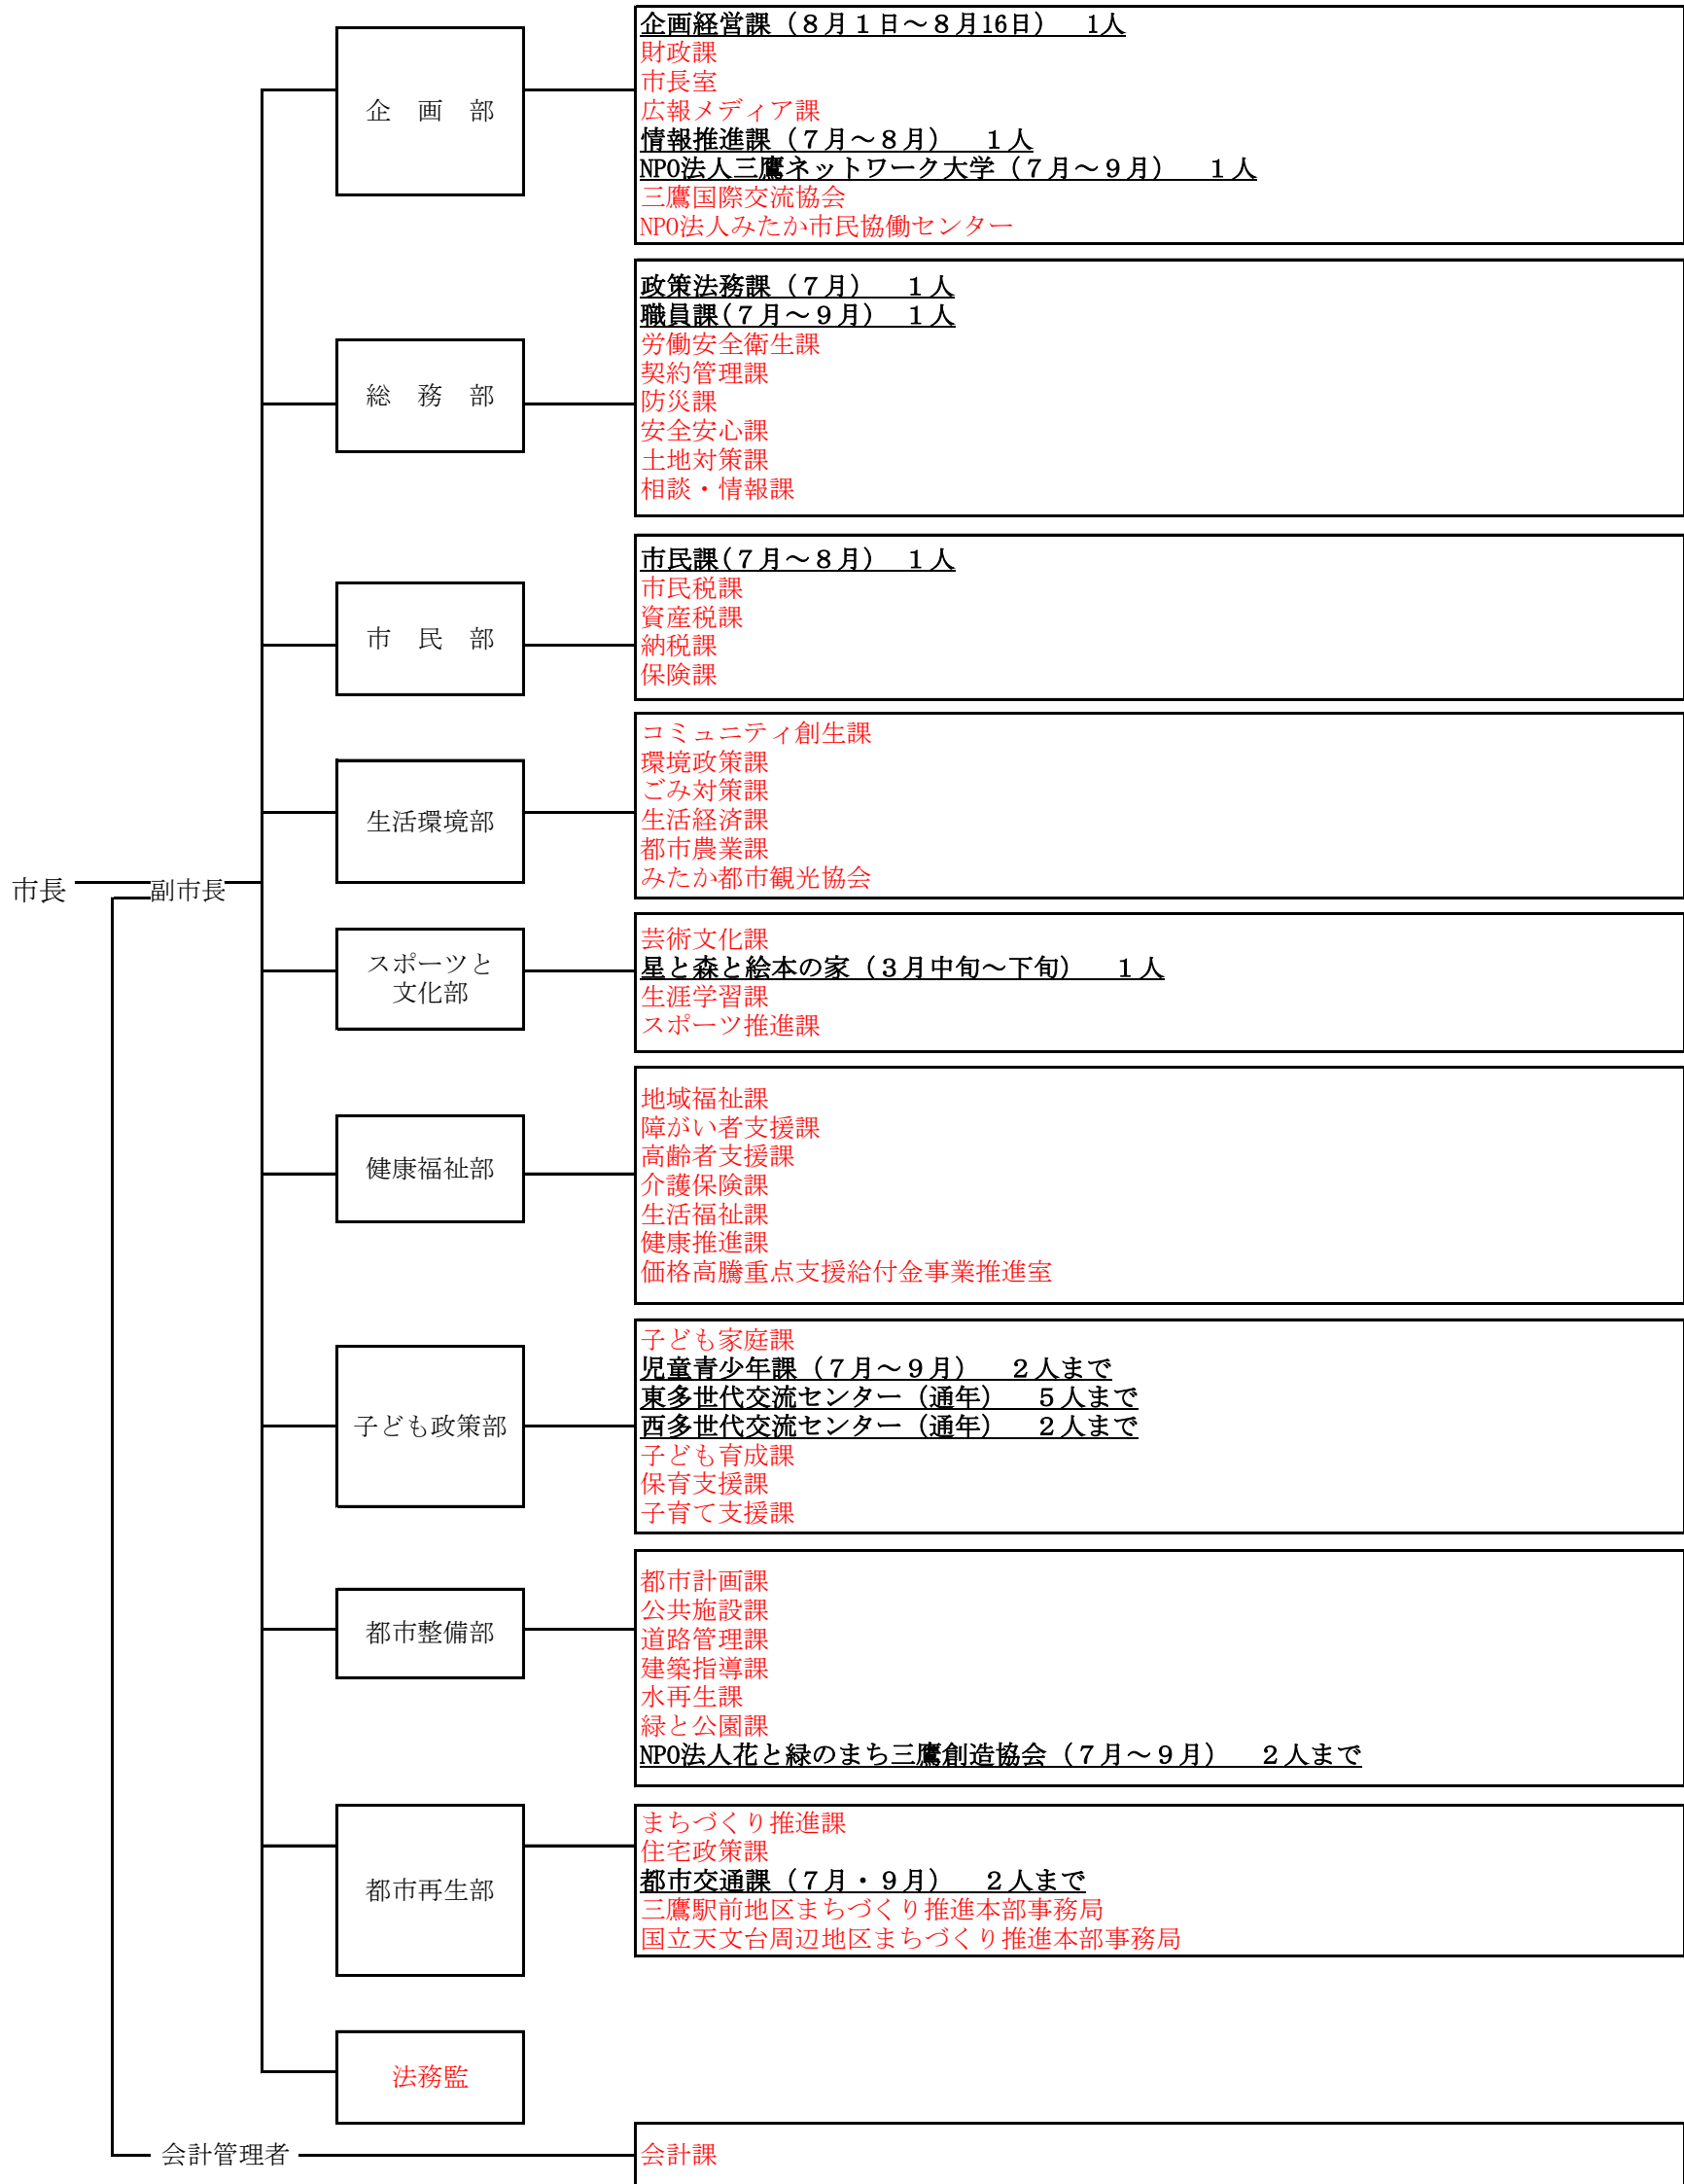 企　画　部
企画経営課（８月１日～８月16日）　1人
財政課
市長室
広報メディア課
情報推進課（７月～８月）　１人
NPO法人三鷹ネットワーク大学（７月～９月）　１人
三鷹国際交流協会
NPO法人みたか市民協働センター
総　務　部
政策法務課（７月）　１人
職員課(７月～９月)　１人
労働安全衛生課
契約管理課
防災課
安全安心課
土地対策課
相談・情報課
市　民　部
市民課(７月～８月)　１人
市民税課
資産税課
納税課
保険課
生活環境部
コミュニティ創生課
環境政策課
ごみ対策課
生活経済課
都市農業課
みたか都市観光協会
市長
副市長
スポーツと
文化部
芸術文化課
星と森と絵本の家（３月中旬～下旬）　１人
生涯学習課
スポーツ推進課
健康福祉部
地域福祉課
障がい者支援課
高齢者支援課
介護保険課
生活福祉課
健康推進課
価格高騰重点支援給付金事業推進室
子ども政策部
子ども家庭課
児童青少年課（７月～９月）　２人まで
東多世代交流センター（通年）　５人まで
西多世代交流センター（通年）　２人まで
子ども育成課
保育支援課
子育て支援課
都市整備部
都市計画課
公共施設課
道路管理課
建築指導課
水再生課
緑と公園課
NPO法人花と緑のまち三鷹創造協会（７月～９月）　２人まで
都市再生部
まちづくり推進課
住宅政策課
都市交通課（７月・９月）　２人まで
三鷹駅前地区まちづくり推進本部事務局
国立天文台周辺地区まちづくり推進本部事務局
法務監
会計管理者
会計課